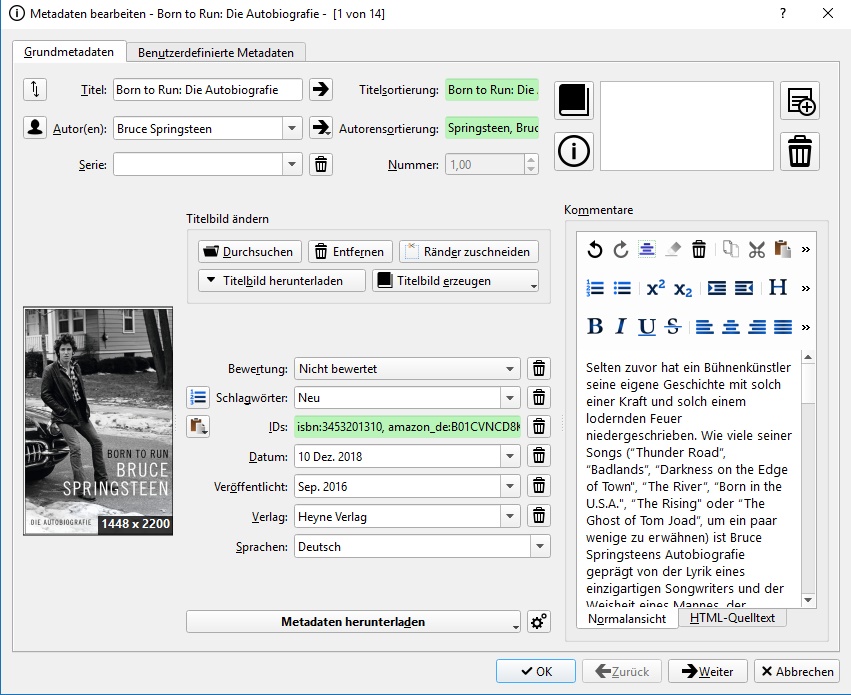 Metadaten bearbeiten - Born to Run: Die Autobiografie - [1 von 14]
?
Grundmetadaten
Benutzerdefinierte Metadaten
Titel:
Born to Run: Die Autobiografie
Titelsortierung:
Born to Run: Die
Autor(en):
Bruce Springsteen
Autorensortierung:
Springsteen, Bruc
Serie:
Nummer:
1,00
Titelbild ändern
Durchsuchen
Entfernen
Ränder zuschneiden
Titelbild herunterladen
Titelbild erzeugen
BORN TO RUN
BRUCE
SPRINGSTEEN
DIE AUTOBIOGRAFIE
1448 x 2200
Bewertung:
Nicht bewertet
Schlagwörter:
Neu
IDs:
isbn:3453201310, amazon_de:B01CVNCD8K
Datum:
10 Dez. 2018
Veröffentlicht:
Sep. 2016
Verlag:
Heyne Verlag
Sprachen:
Deutsch
Metadaten herunterladen
Kommentare
»
x² x₂ H »
B I U S »
Selten zuvor hat ein Bühnenkünstler
seine eigene Geschichte mit solch
einer Kraft und solch einem
lodernden Feuer
niedergeschrieben. Wie viele seiner
Songs (“Thunder Road”,
“Badlands”, “Darkness on the Edge
of Town”, “The River”, “Born in the
U.S.A.", “The Rising" oder “The
Ghost of Tom Joad”, um ein paar
wenige zu erwähnen) ist Bruce
Springsteens Autobiografie
geprägt von der Lyrik eines
einzigartigen Songwriters und der
Weisheit eines Mannes, der
Normalansicht
HTML-Quelltext
OK
Zurück
Weiter
Abbrechen